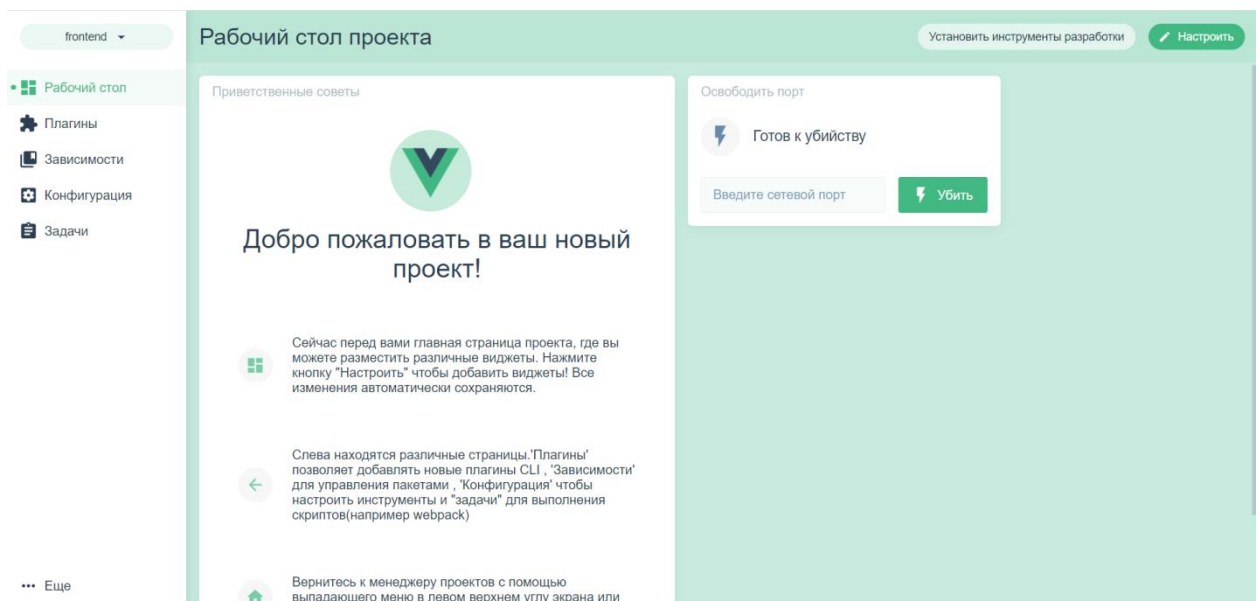 frontend
Рабочий стол проекта
Установить инструменты разработки
Настроить
Рабочий стол
Плагины
Зависимости
Конфигурация
Задачи
Еще
Приветственные советы
Добро пожаловать в ваш новый
проект!
Сейчас перед вами главная страница проекта, где вы
можете разместить различные виджеты. Нажмите
кнопку "Настроить" чтобы добавить виджеты! Все
изменения автоматически сохраняются.
Слева находятся различные страницы.'Плагины'
позволяет добавлять новые плагины CLI , 'Зависимости'
для управления пакетами , 'Конфигурация' чтобы
настроить инструменты и "задачи" для выполнения
скриптов(например webpack)
Вернитесь к менеджеру проектов с помощью
выпадающего меню в левом верхнем углу экрана или
Освободить порт
Готов к убийству
Введите сетевой порт
Убить